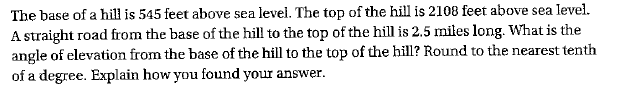 The base of a hill is 545 feet above sea level. The top of the hill is 2108 feet above sea level.
A straight road from the base of the hill to the top of the hill is 2.5 miles long. What is the
angle of elevation from the base of the hill to the top of the hill? Round to the nearest tenth
of a degree. Explain how you found your answer.